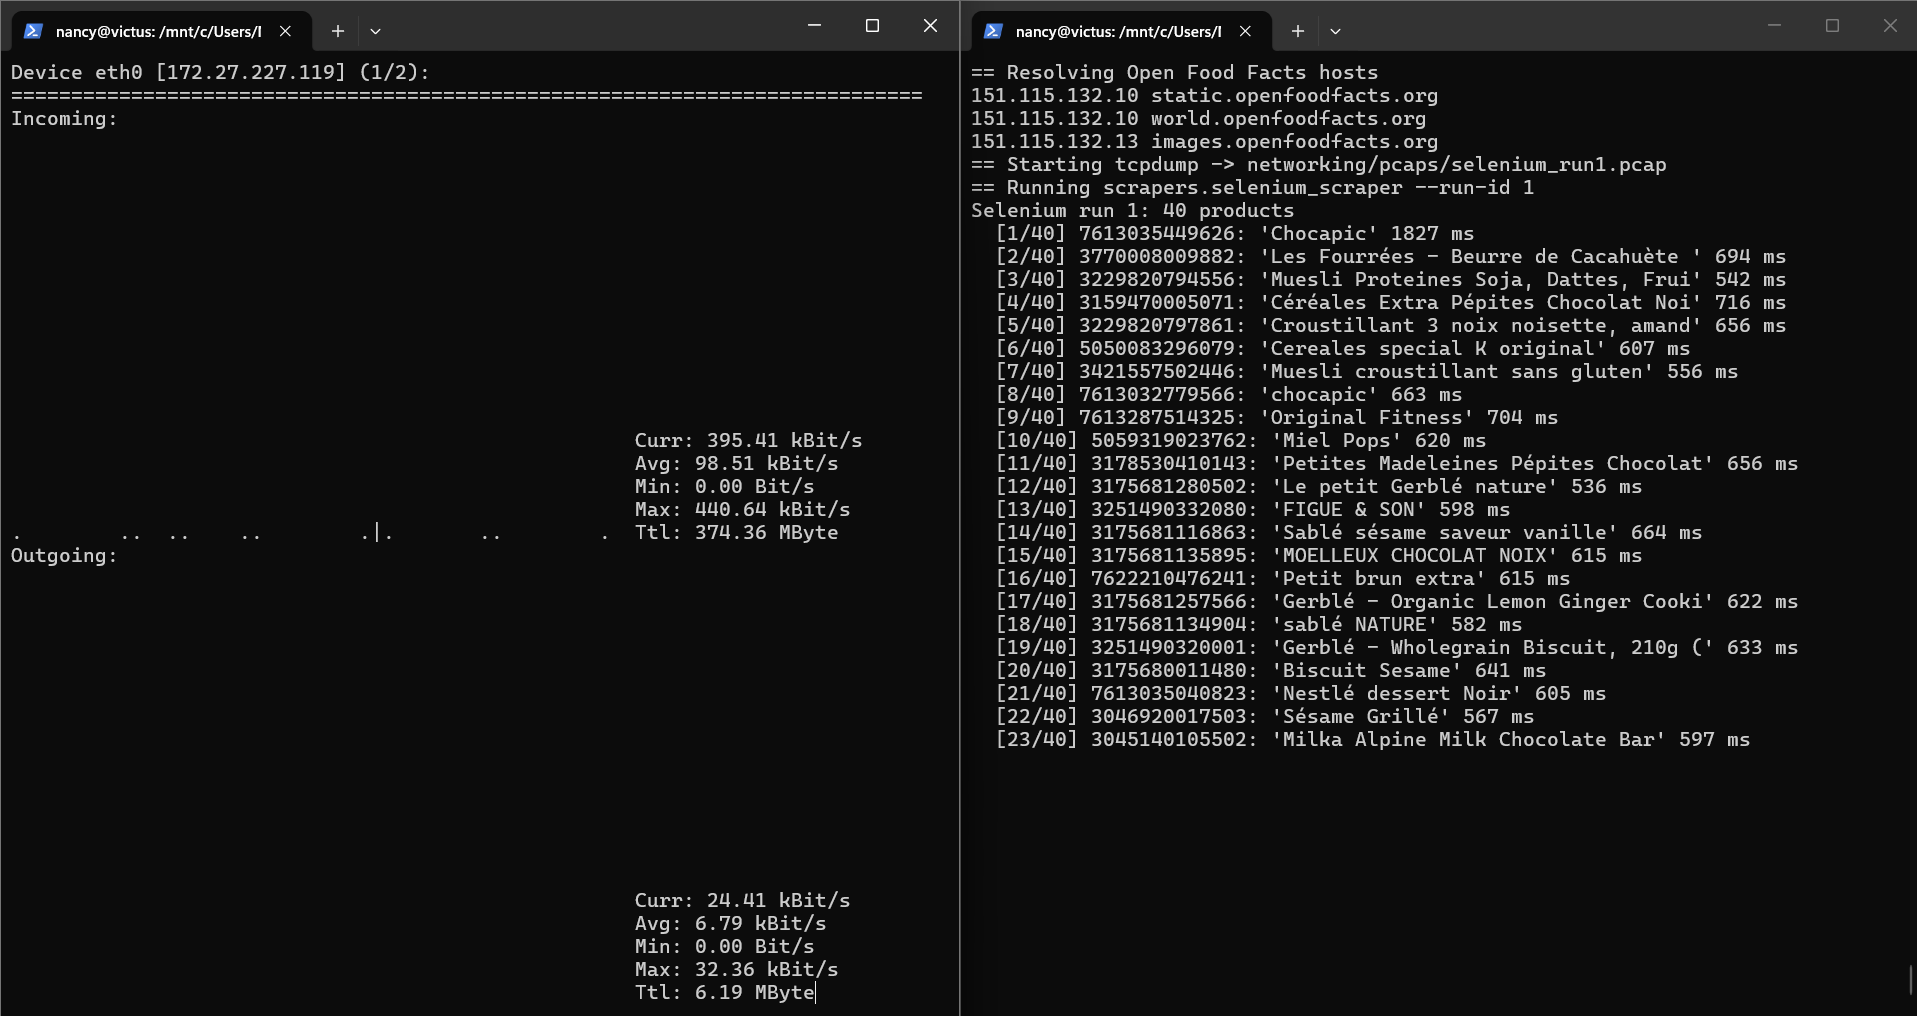 nancy@victus: /mnt/c/Users/
Device eth0 [172.27.227.119] (1/2):
============================================================================
Incoming:
Curr: 395.41 kBit/s
Avg: 98.51 kBit/s
Min: 0.00 Bit/s
Max: 440.64 kBit/s
. .. .. .. .|. .. . Ttl: 374.36 MByte
Outgoing:
Curr: 24.41 kBit/s
Avg: 6.79 kBit/s
Min: 0.00 Bit/s
Max: 32.36 kBit/s
Ttl: 6.19 MByte
nancy@victus: /mnt/c/Users/
== Resolving Open Food Facts hosts
151.115.132.10 static.openfoodfacts.org
151.115.132.10 world.openfoodfacts.org
151.115.132.13 images.openfoodfacts.org
== Starting tcpdump -> networking/pcaps/selenium_run1.pcap
== Running scrapers.selenium_scraper --run-id 1
Selenium run 1: 40 products
[1/40] 7613035449626: 'Chocapic' 1827 ms
[2/40] 3770008009882: 'Les Fourrées - Beurre de Cacahuète ' 694 ms
[3/40] 3229820794556: 'Muesli Proteines Soja, Dattes, Frui' 542 ms
[4/40] 3159470005071: 'Céréales Extra Pépites Chocolat Noi' 716 ms
[5/40] 3229820797861: 'Croustillant 3 noix noisette, amand' 656 ms
[6/40] 5050083296079: 'Cereales special K original' 607 ms
[7/40] 3421557502446: 'Muesli croustillant sans gluten' 556 ms
[8/40] 7613032779566: 'chocapic' 663 ms
[9/40] 7613287514325: 'Original Fitness' 704 ms
[10/40] 5059319023762: 'Miel Pops' 620 ms
[11/40] 3178530410143: 'Petites Madeleines Pépites Chocolat' 656 ms
[12/40] 3175681280502: 'Le petit Gerblé nature' 536 ms
[13/40] 3251490332080: 'FIGUE & SON' 598 ms
[14/40] 3175681116863: 'Sablé sésame saveur vanille' 664 ms
[15/40] 3175681135895: 'MOELLEUX CHOCOLAT NOIX' 615 ms
[16/40] 7622210476241: 'Petit brun extra' 615 ms
[17/40] 3175681257566: 'Gerblé - Organic Lemon Ginger Cooki' 622 ms
[18/40] 3175681134904: 'sablé NATURE' 582 ms
[19/40] 3251490320001: 'Gerblé - Wholegrain Biscuit, 210g (' 633 ms
[20/40] 3175680011480: 'Biscuit Sesame' 641 ms
[21/40] 7613035040823: 'Nestlé dessert Noir' 605 ms
[22/40] 3046920017503: 'Sésame Grillé' 567 ms
[23/40] 3045140105502: 'Milka Alpine Milk Chocolate Bar' 597 ms